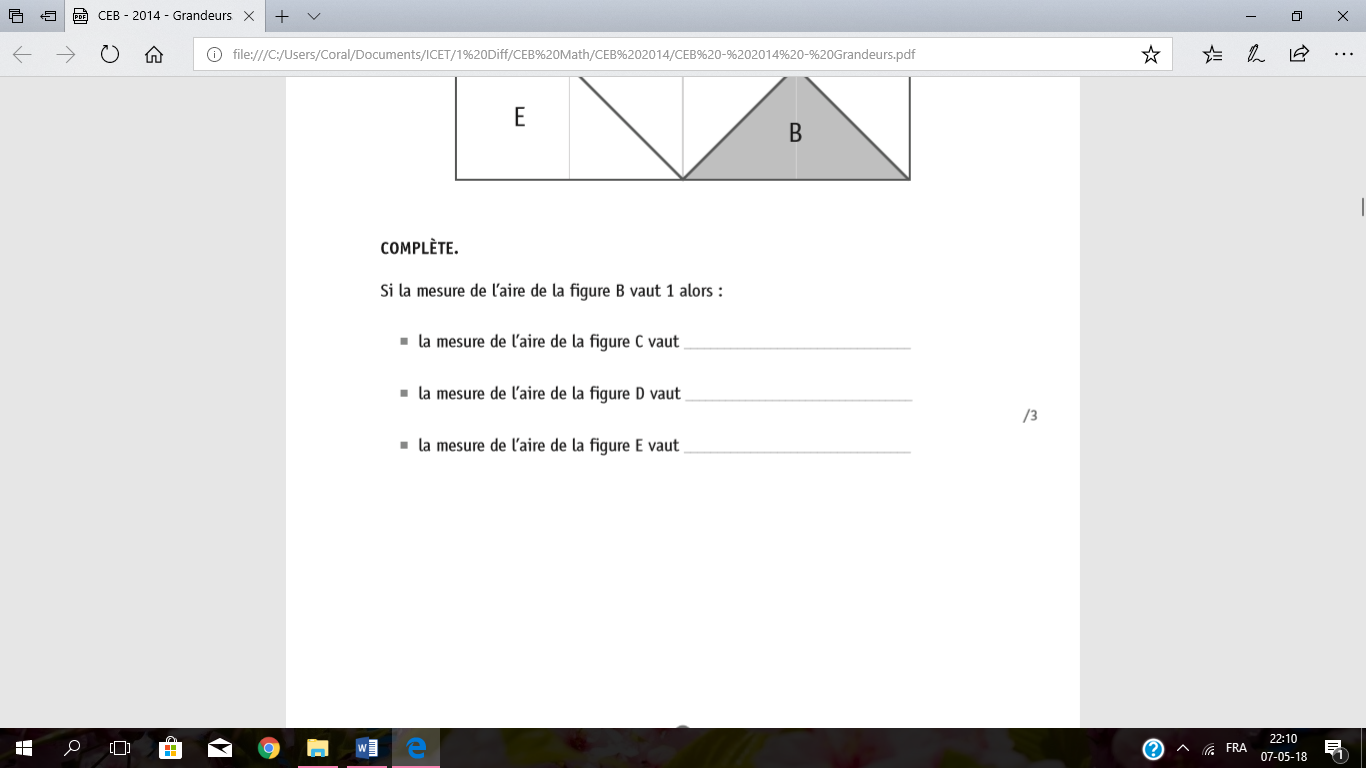 CEB - 2014 - Grandeurs
file:///C:/Users/Coral/Documents/ICET/1%20Diff/CEB%20Math/CEB%202014/CEB%20-%202014%20-%20Grandeurs.pdf
E
B
COMPLÈTE.
Si la mesure de l’aire de la figure B vaut 1 alors :
la mesure de l’aire de la figure C vaut
la mesure de l’aire de la figure D vaut
/3
la mesure de l’aire de la figure E vaut
FRA
22:10
07-05-18
1